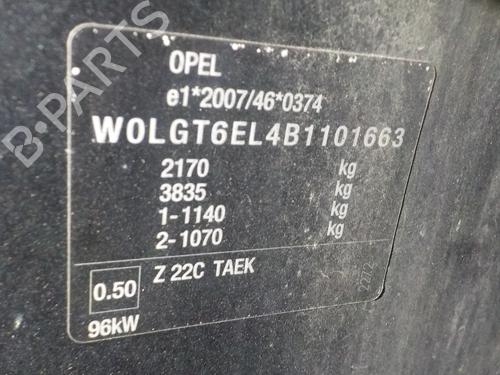 OPEL
e1*2007/46*0374
W0LGT6EL4B1101663
2170 kg
3835 kg
1-1140 kg
2-1070 kg
0.50 Z 22C TAEK
96kW
B-PARTS